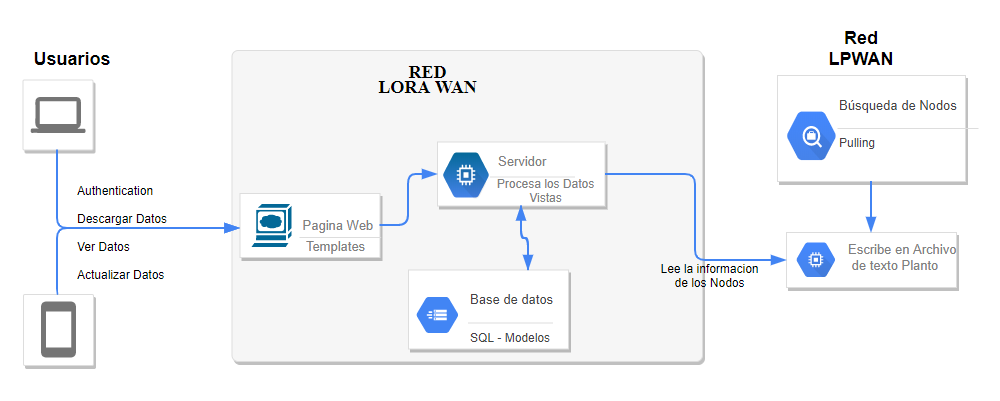 Usuarios
Authentication
Descargar Datos
Ver Datos
Actualizar Datos
RED
LORA WAN
Pagina Web
Templates
Servidor
Procesa los Datos
Vistas
Base de datos
SQL - Modelos
Lee la informacion
de los Nodos
Red
LPWAN
Búsqueda de Nodos
Pulling
Escribe en Archivo
de texto Planto